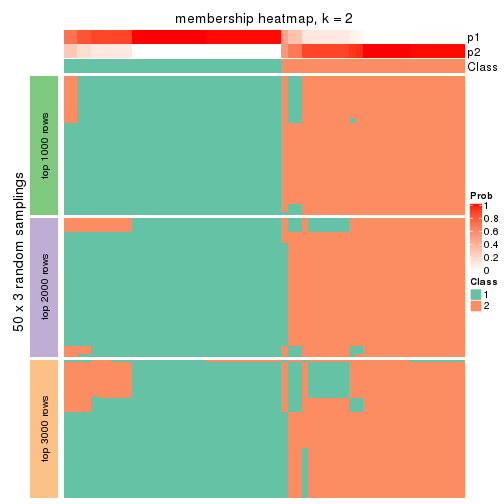 membership heatmap, k = 2
p1
p2
Class
50 x 3 random samplings
top 1000 rows
top 2000 rows
top 3000 rows
Prob
1
0.8
0.6
0.4
0.2
0
Class
1
2